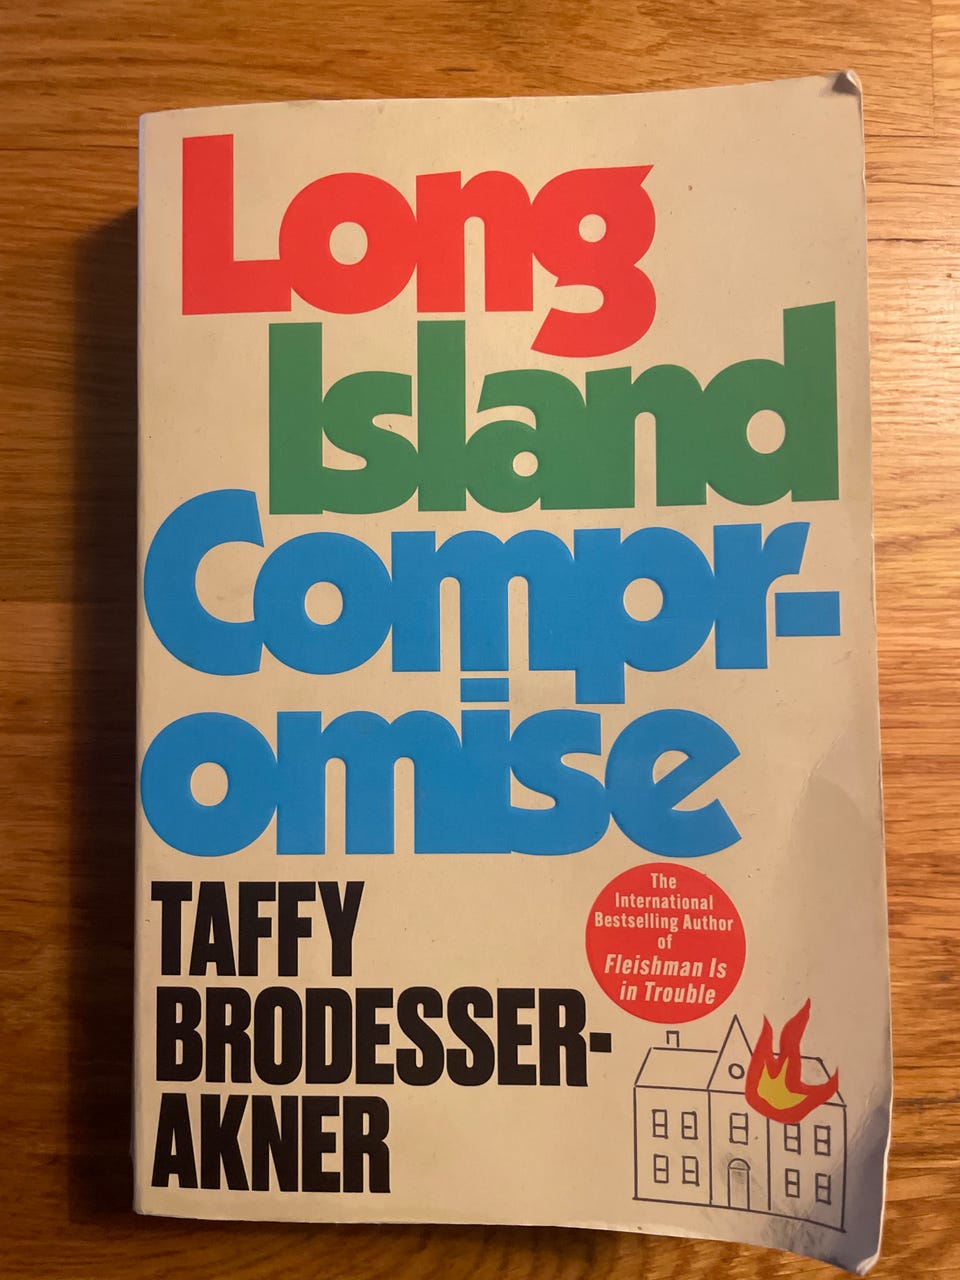 Long
Island
Compr-
omise
TAFFY
BRODESSER-
AKNER
The
International
Bestselling Author
of
Fleishman Is
in Trouble